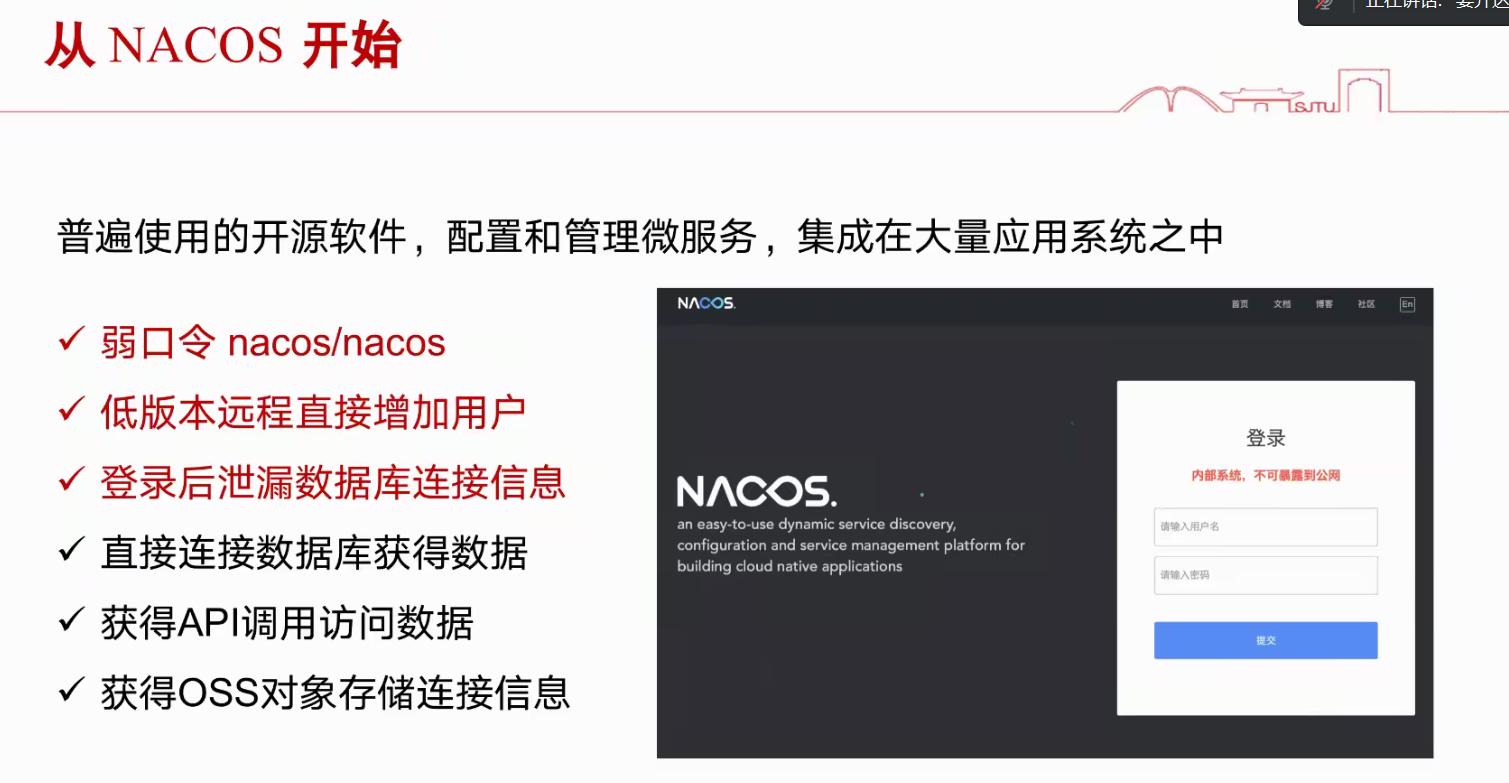 正在讲话:
从 NACOS 开始
SJTU
普遍使用的开源软件，配置和管理微服务，集成在大量应用系统之中
✓ 弱口令 nacos/nacos
✓ 低版本远程直接增加用户
✓ 登录后泄漏数据库连接信息
✓ 直接连接数据库获得数据
✓ 获得API调用访问数据
✓ 获得OSS对象存储连接信息
NACOS.
首页 文档 博客 社区 En
NACOS.
an easy-to-use dynamic service discovery,
configuration and service management platform for
building cloud native applications
登录
内部系统，不可暴露到公网
请输入用户名
请输入密码
提交